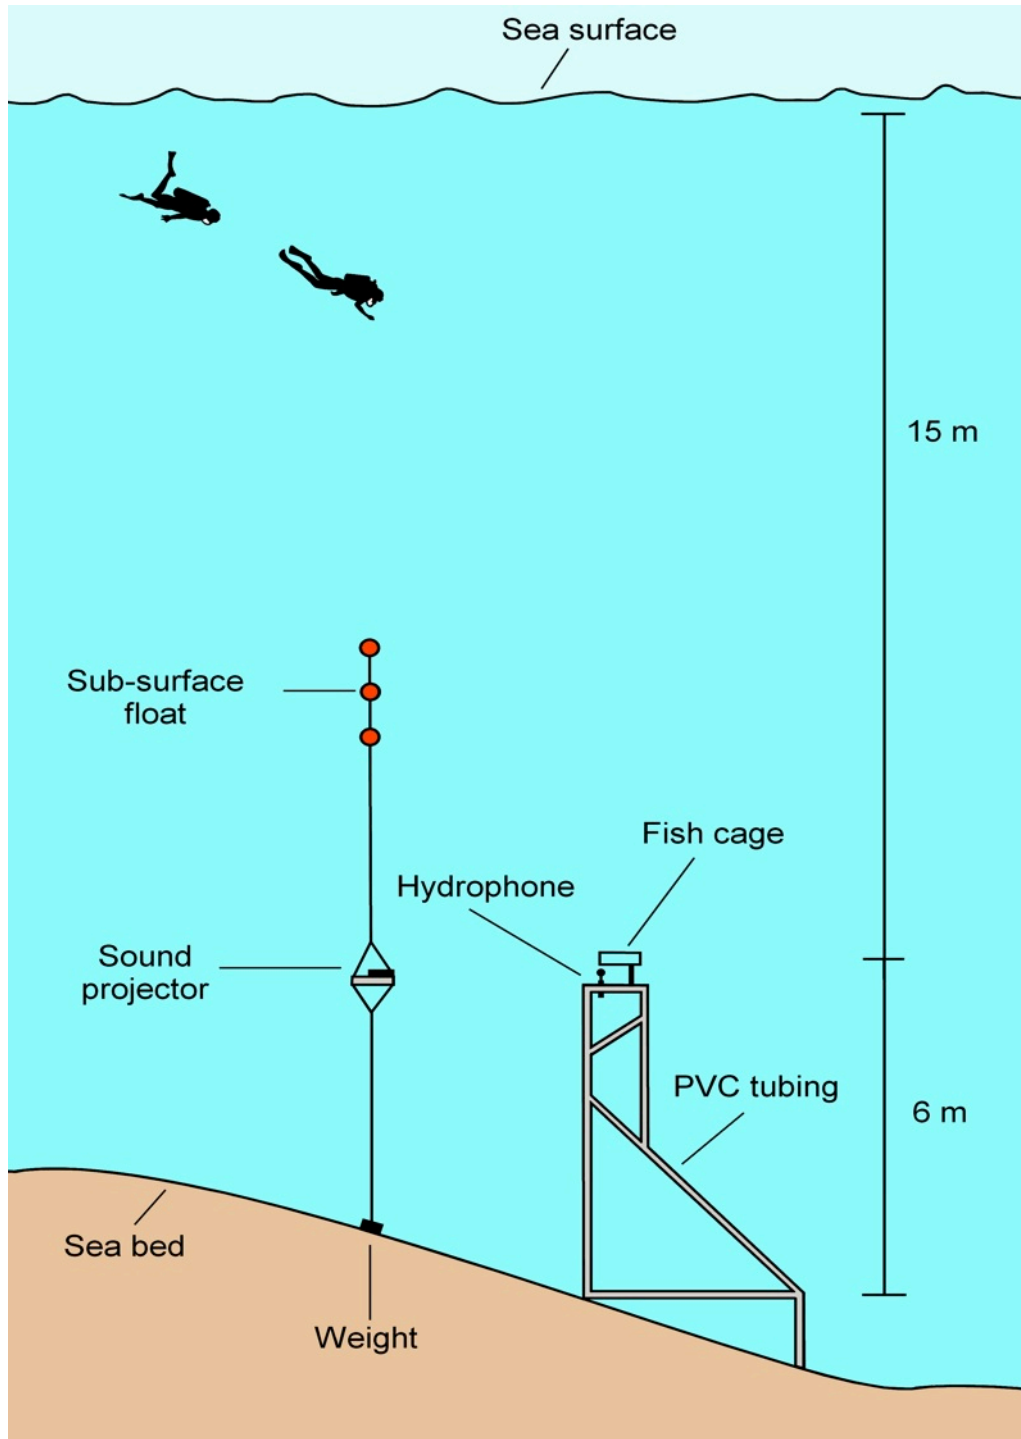 Sea surface
15 m
Sub-surface
float
Fish cage
Hydrophone
Sound
projector
PVC tubing
6 m
Sea bed
Weight